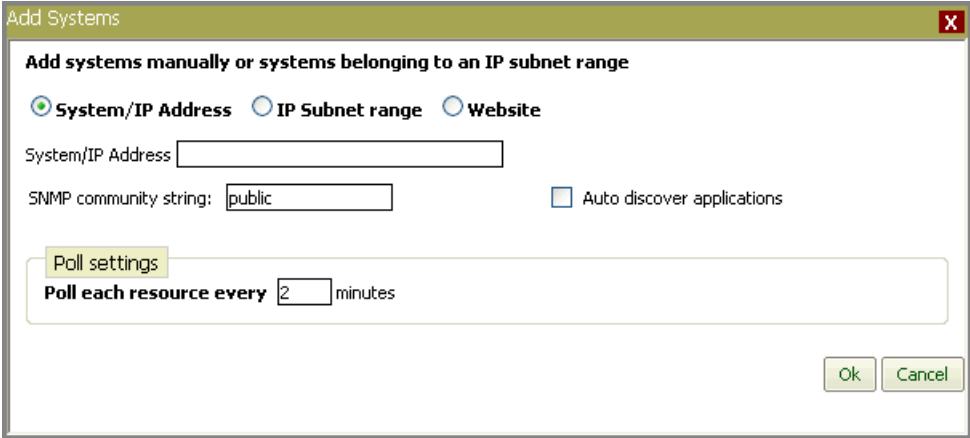 Add Systems
X
Add systems manually or systems belonging to an IP subnet range
System/IP Address IP Subnet range Website
System/IP Address
SNMP community string: public Auto discover applications
Poll settings
Poll each resource every 2 minutes
Ok Cancel